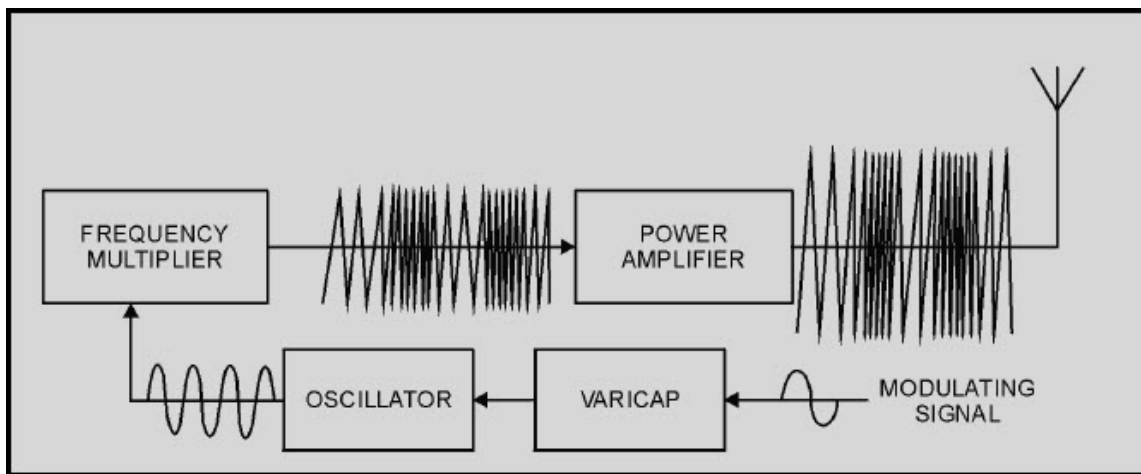 FREQUENCY
MULTIPLIER
POWER
AMPLIFIER
OSCILLATOR
VARICAP
MODULATING
SIGNAL